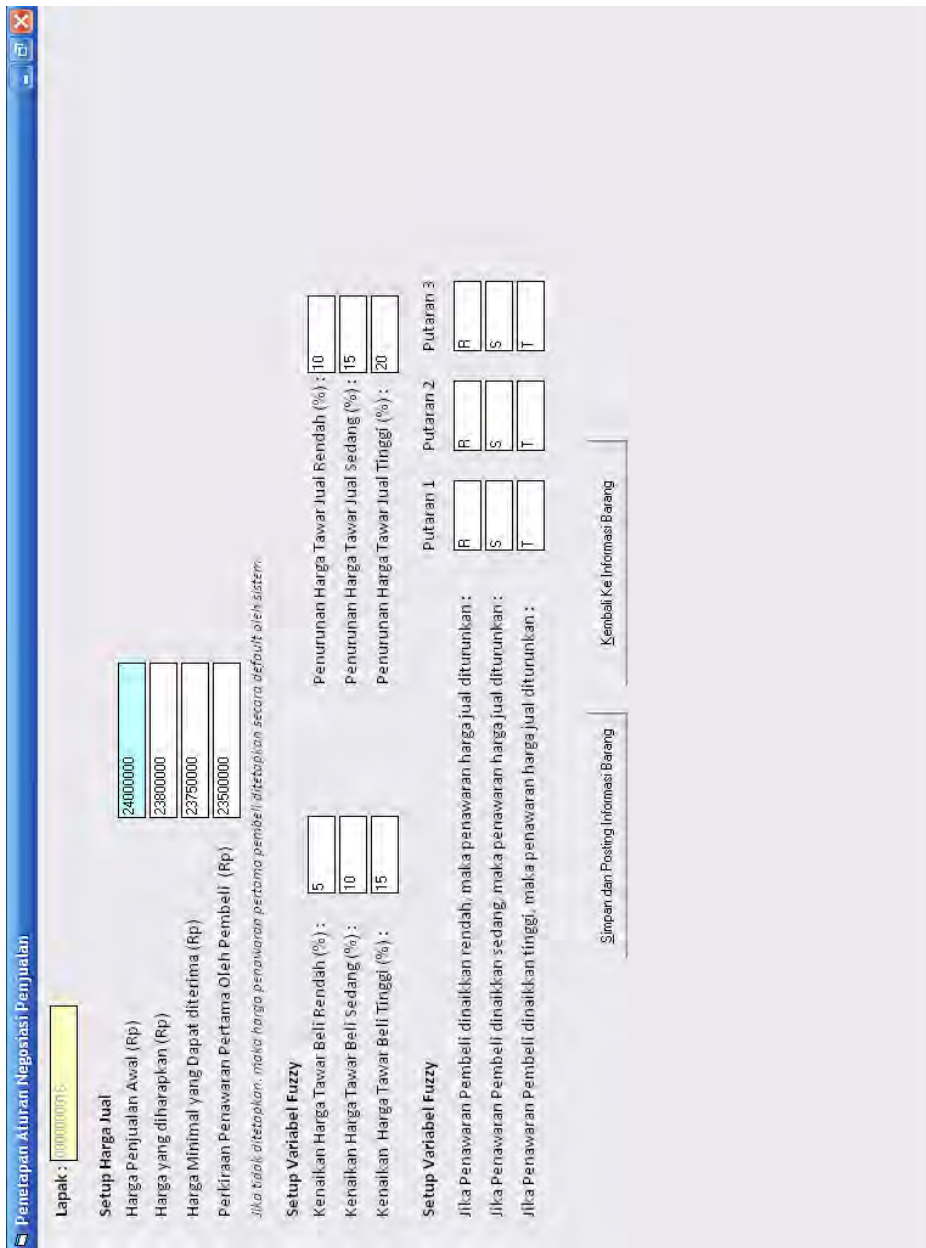 Penetapan Aturan Negosiasi Penjualan
Lapak : 0000000016
Setup Harga Jual
Harga Penjualan Awal (Rp) 24000000
Harga yang diharapkan (Rp) 23800000
Harga Minimal yang Dapat diterima (Rp) 23750000
Perkiraan Penawaran Pertama Oleh Pembeli (Rp) 23500000
Jika tidak ditetapkan. maka harga penawaran pertama pembeli ditetapkan secara default oleh sistem.
Setup Variabel Fuzzy
Kenaikan Harga Tawar Beli Rendah (%) : 5 Penurunan Harga Tawar Jual Rendah (%) : 10
Kenaikan Harga Tawar Beli Sedang (%) : 10 Penurunan Harga Tawar Jual Sedang (%) : 15
Kenaikan Harga Tawar Beli Tinggi (%) : 15 Penurunan Harga Tawar Jual Tinggi (%) : 20
Setup Variabel Fuzzy Putaran 1 Putaran 2 Putaran 3
Jika Penawaran Pembeli dinaikkan rendah, maka penawaran harga jual diturunkan : R R R
Jika Penawaran Pembeli dinaikkan sedang, maka penawaran harga jual diturunkan : S S S
Jika Penawaran Pembeli dinaikkan tinggi, maka penawaran harga jual diturunkan : T T T
Simpan dan Posting Informasi Barang Kembali Ke Informasi Barang